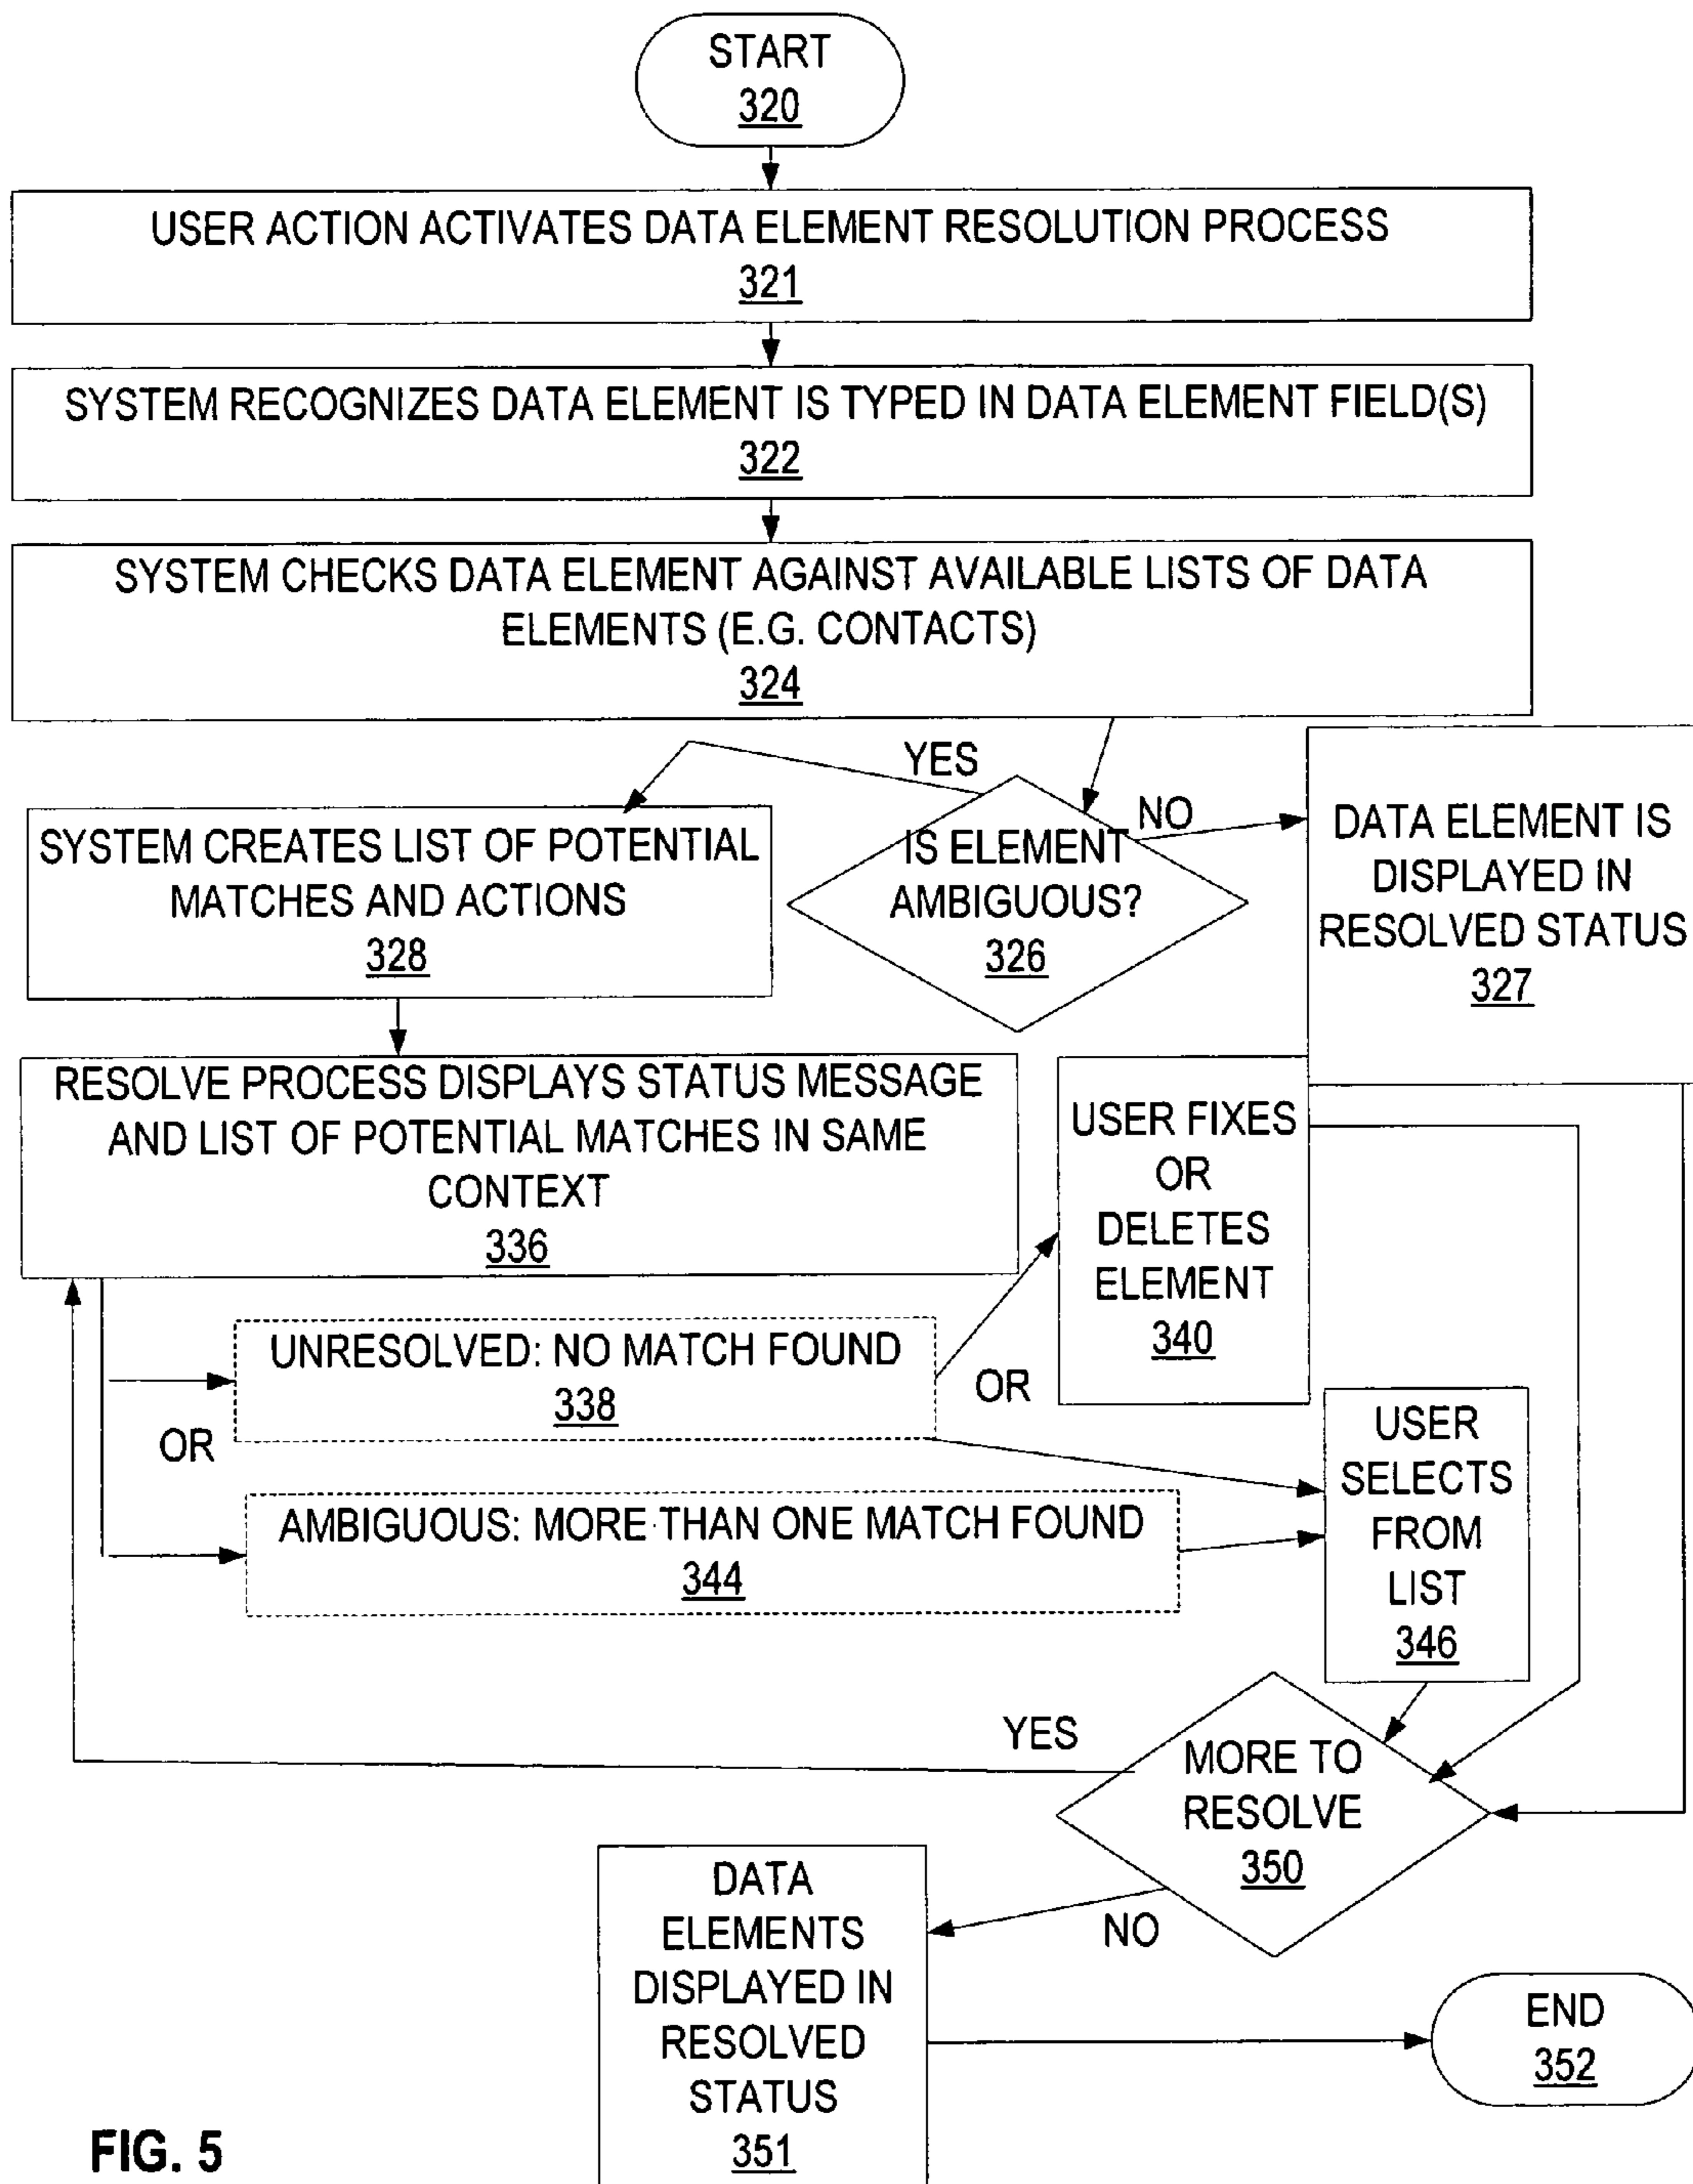 START
320
USER ACTION ACTIVATES DATA ELEMENT RESOLUTION PROCESS
321
SYSTEM RECOGNIZES DATA ELEMENT IS TYPED IN DATA ELEMENT FIELD(S)
322
SYSTEM CHECKS DATA ELEMENT AGAINST AVAILABLE LISTS OF DATA
ELEMENTS (E.G. CONTACTS)
324
YES
NO
IS ELEMENT
AMBIGUOUS?
326
DATA ELEMENT IS
DISPLAYED IN
RESOLVED STATUS
327
SYSTEM CREATES LIST OF POTENTIAL
MATCHES AND ACTIONS
328
RESOLVE PROCESS DISPLAYS STATUS MESSAGE
AND LIST OF POTENTIAL MATCHES IN SAME
CONTEXT
336
USER FIXES
OR
DELETES
ELEMENT
340
UNRESOLVED: NO MATCH FOUND
338
OR
OR
AMBIGUOUS: MORE THAN ONE MATCH FOUND
344
USER
SELECTS
FROM
LIST
346
YES
MORE TO
RESOLVE
350
NO
DATA
ELEMENTS
DISPLAYED IN
RESOLVED
STATUS
351
END
352
FIG. 5